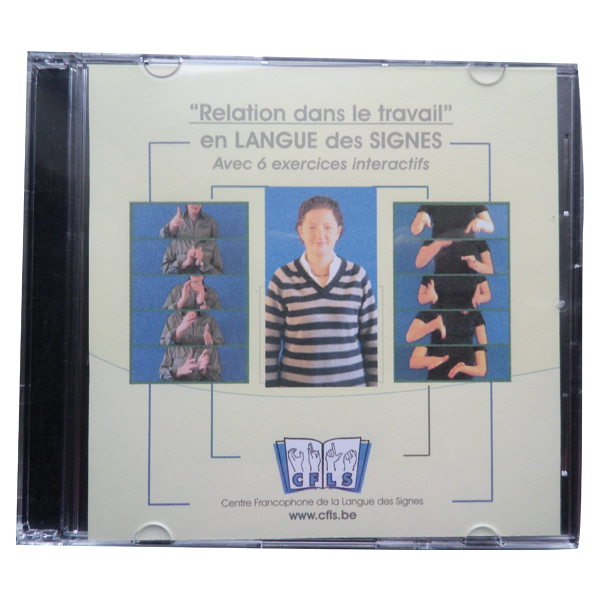 “Relation dans le travail”
en LANGUE des SIGNES
Avec 6 exercices interactifs
CFLS
Centre Francophone de la Langue des Signes
www.cfls.be